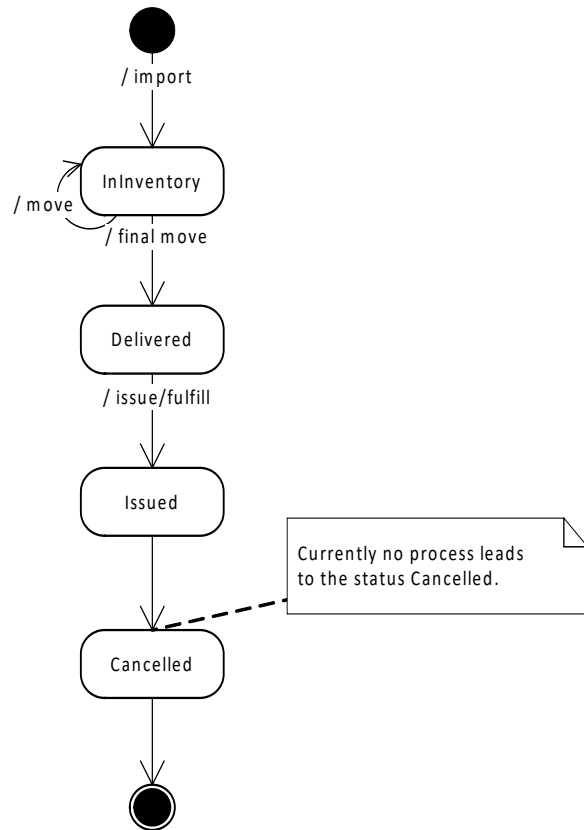 / import
InInventory
/ move
/ final move
Delivered
/ issue/fulfill
Issued
Currently no process leads
to the status Cancelled.
Cancelled